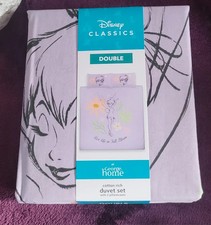 Disney
CLASSICS
DOUBLE
George
home
cotton rich
duvet set